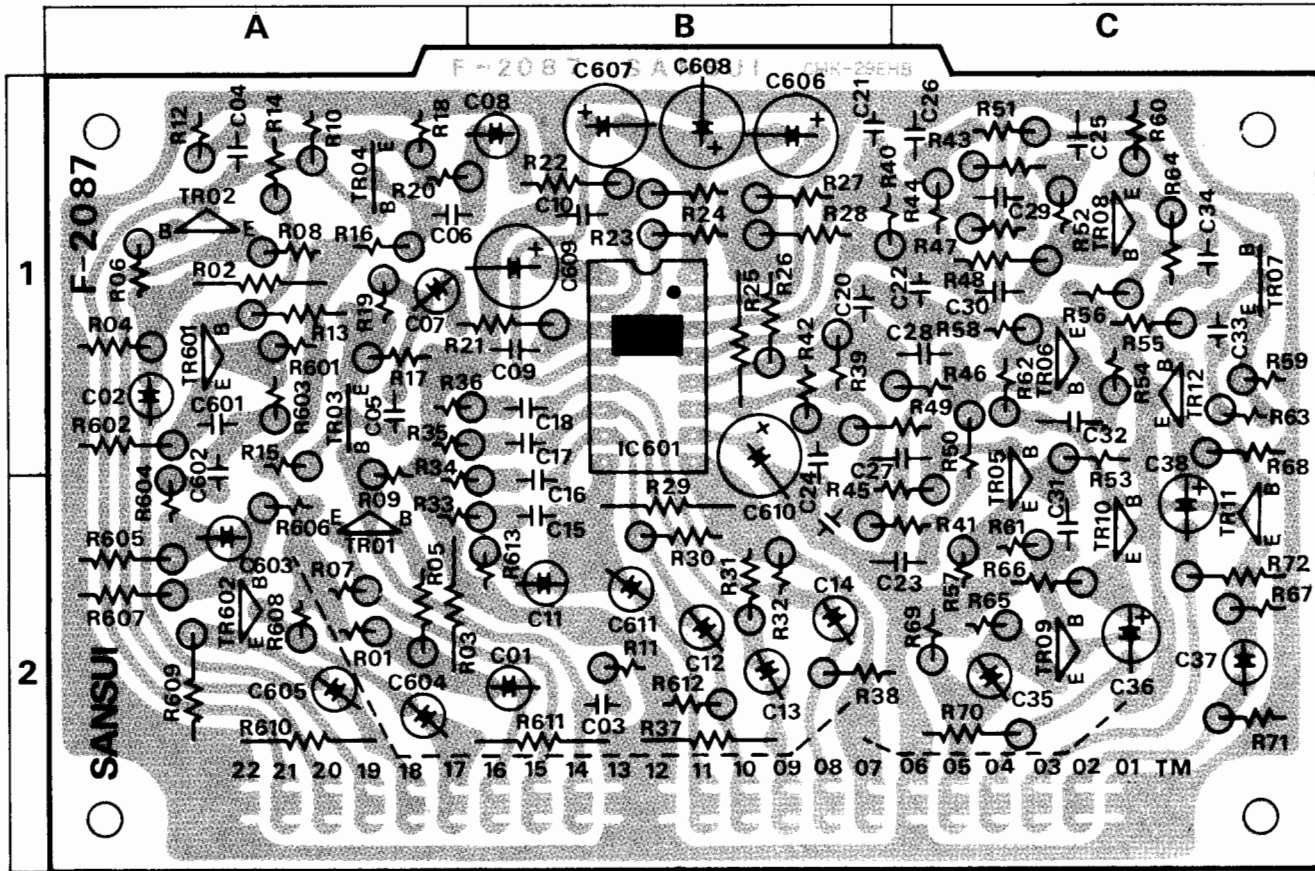 A B C
F-2087 SANSUI
C607 C608 C606
R12 C04 R14 R10 R18 C08 C21 C26 R51 C25 R60
R43
TR04 E B R20 R22 C10 R24 R27 R28 R40 R44 C29 R52 TR08 E B R64 C34
TR02 B E R08 R16 C06 R23 R47
F-2087
1
R06 R02 R19 C07 C609 R25 R26 C20 C22 R48 C30 R56 B TR07 E
R04 TR601 B E R13 R601 R17 R21 C09 R42 R39 C28 R58 R62 TR06 E B R55 R54 C33 R59
C02 C601 R603 TR03 E B C05 R36 C18 R46 R49 TR12 B E R63
R602 R15 R35 C17 IC601 C27 R50 C32 R68
R604 C602 R09 R34 C16 R29 C610 C24 R45 TR05 B E C31 R53 C38
R606 E B TR01 R33 C15 R30 R41 R61 TR10 B E TR11 B E
R605 C603 R07 R05 R613 R31 C14 C23 R57 R66 R72
R607 TR602 B E R608 R01 R03 C11 C611 C12 R32 R69 R65 TR09 B E C36 R67
2
SANSUI
R609 C605 C604 C01 R11 R612 C13 R38 C35 C37
R610 R611 C03 R37 R70 R71
22 21 20 19 18 17 16 15 14 13 12 11 10 09 08 07 06 05 04 03 02 01 TM